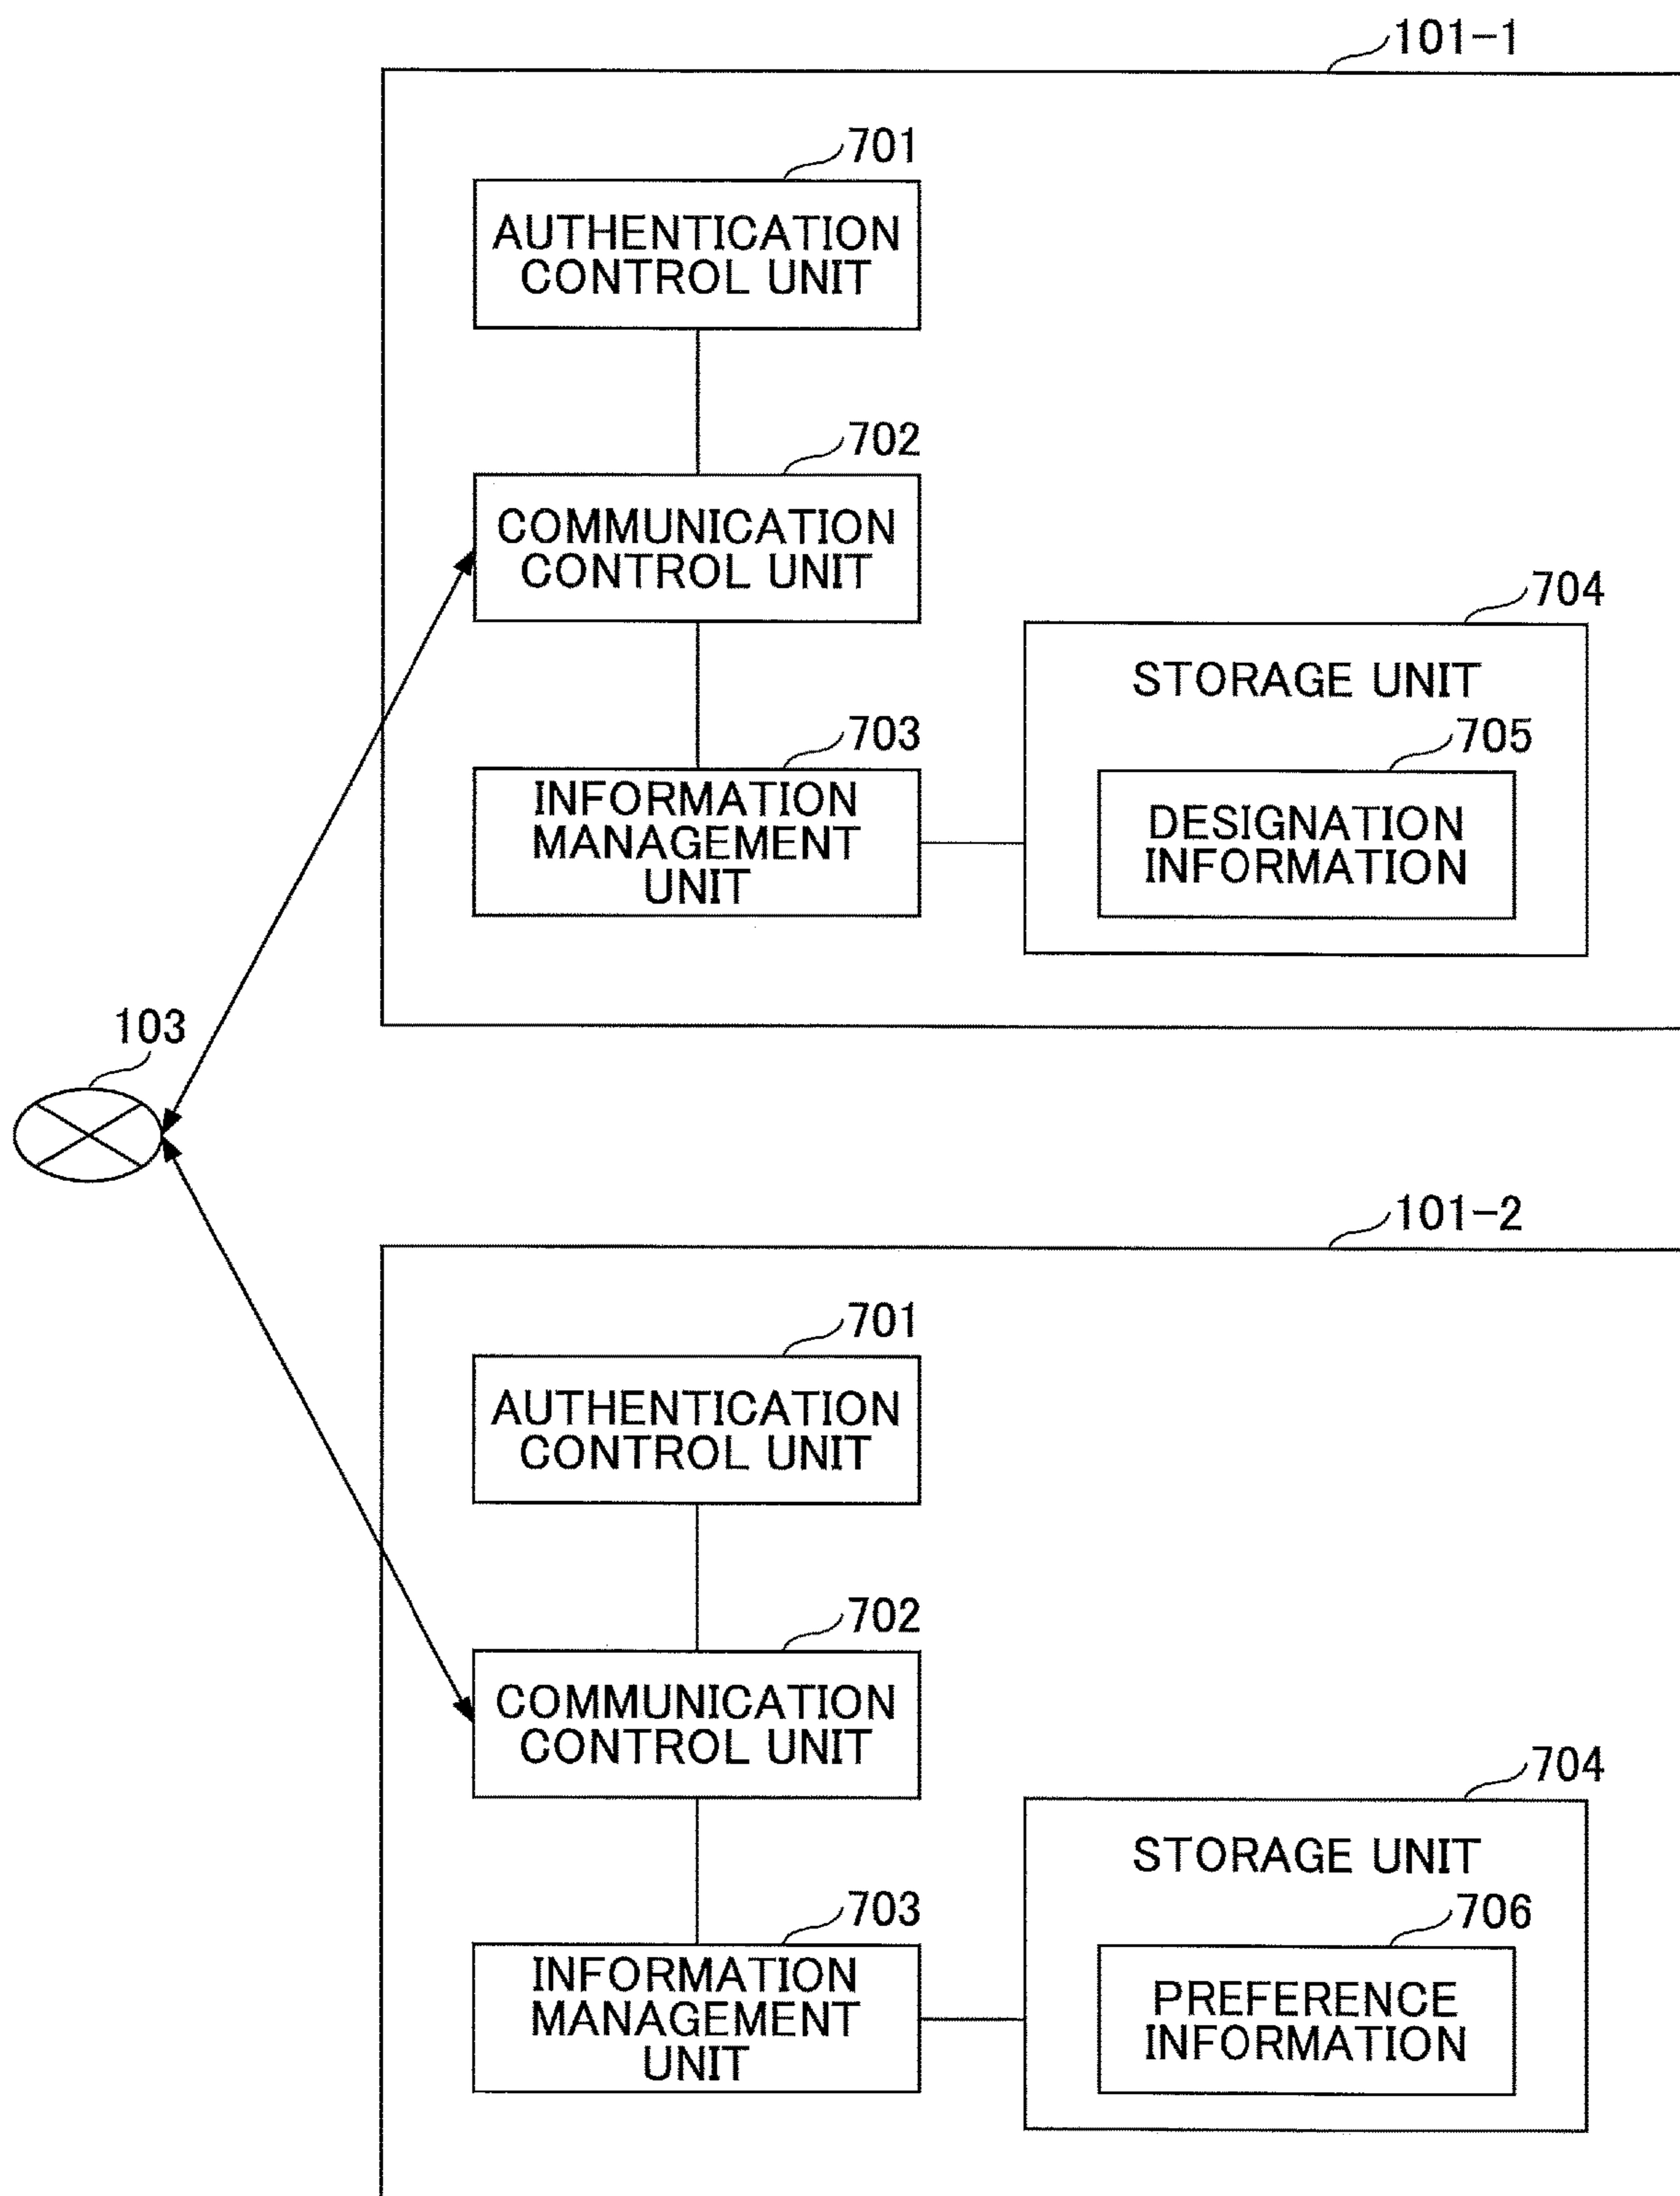 101-1
701
AUTHENTICATION
CONTROL UNIT
702
COMMUNICATION
CONTROL UNIT
704
STORAGE UNIT
703
INFORMATION
MANAGEMENT
UNIT
705
DESIGNATION
INFORMATION
103
101-2
701
AUTHENTICATION
CONTROL UNIT
702
COMMUNICATION
CONTROL UNIT
704
STORAGE UNIT
703
INFORMATION
MANAGEMENT
UNIT
706
PREFERENCE
INFORMATION